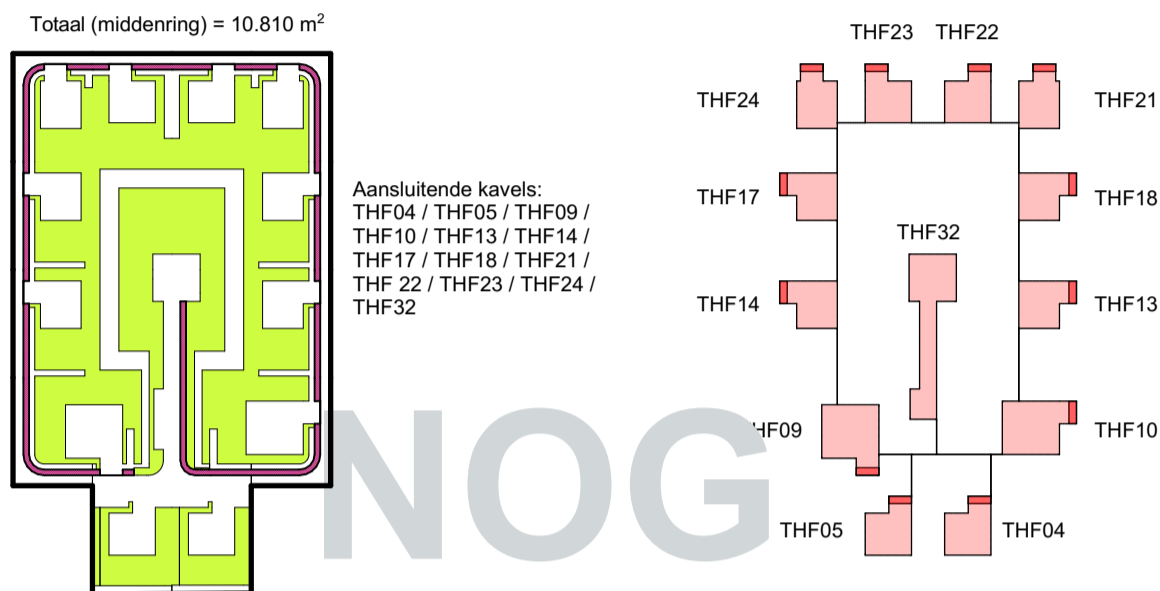 Totaal (middenring) = 10.810 m²
Aansluitende kavels:
THF04 / THF05 / THF09 /
THF10 / THF13 / THF14 /
THF17 / THF18 / THF21 /
THF 22 / THF23 / THF24 /
THF32
THF23 THF22
THF24 THF21
THF17 THF18
THF32
THF14 THF13
HF09 THF10
THF05 THF04
NOG